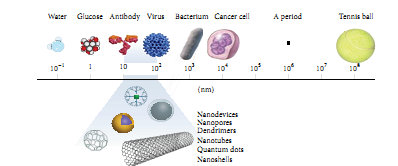 Water Glucose Antibody Virus Bacterium Cancer cell A period Tennis ball
10⁻¹ 1 10 10² 10³ 10⁴ 10⁵ 10⁶ 10⁷ 10⁸
(nm)
Nanodevices
Nanopores
Dendrimers
Nanotubes
Quantum dots
Nanoshells